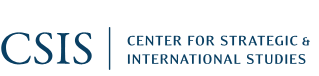 CSIS
CENTER FOR STRATEGIC &
INTERNATIONAL STUDIES